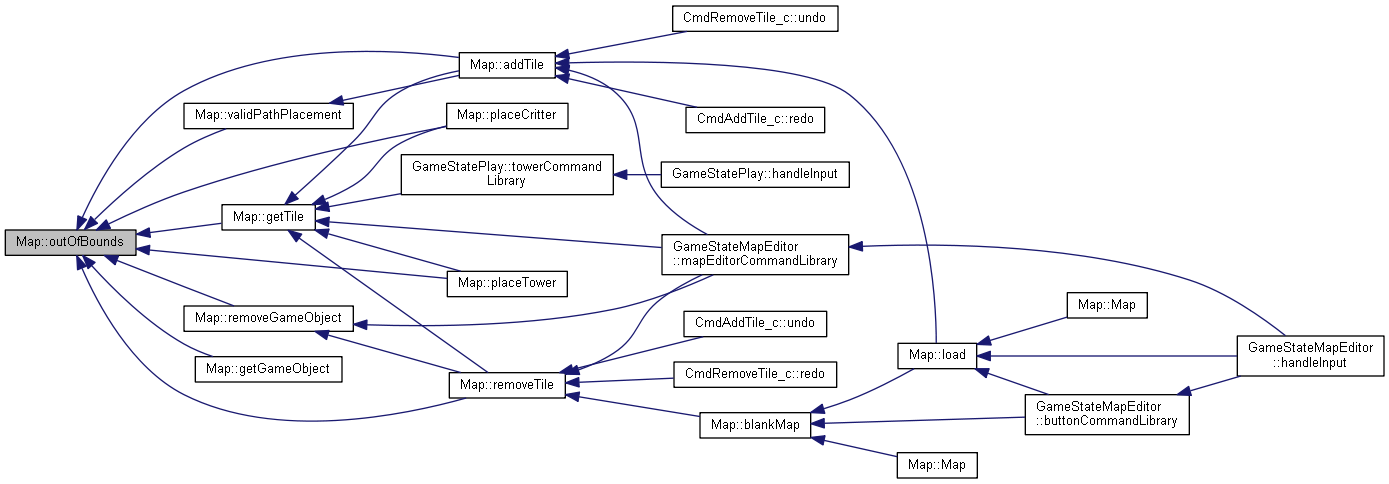 CmdRemoveTile_c::undo
Map::addTile
Map::validPathPlacement
Map::placeCritter
CmdAddTile_c::redo
GameStatePlay::towerCommand
Library
GameStatePlay::handleInput
Map::getTile
Map::outOfBounds
GameStateMapEditor
::mapEditorCommandLibrary
Map::placeTower
Map::removeGameObject
Map::Map
CmdAddTile_c::undo
Map::getGameObject
Map::load
GameStateMapEditor
::handleInput
Map::removeTile
CmdRemoveTile_c::redo
GameStateMapEditor
::buttonCommandLibrary
Map::blankMap
Map::Map